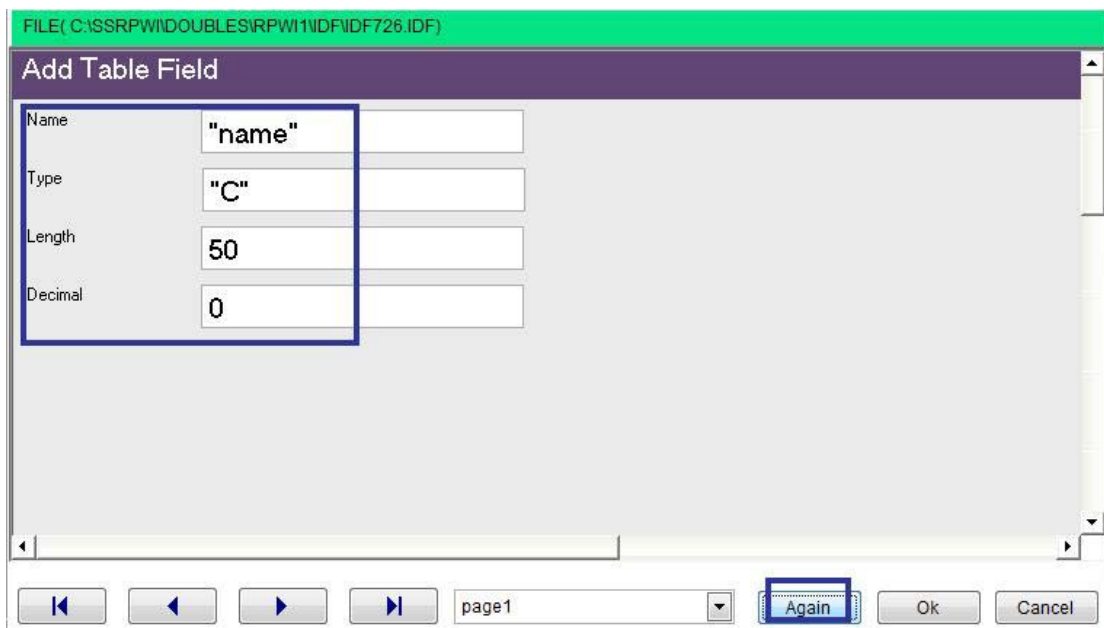 FILE( C:\SSRPWI\DOUBLES\RPWI1\IDF\IDF726.IDF)
Add Table Field
Name "name"
Type "C"
Length 50
Decimal 0
page1 Again Ok Cancel